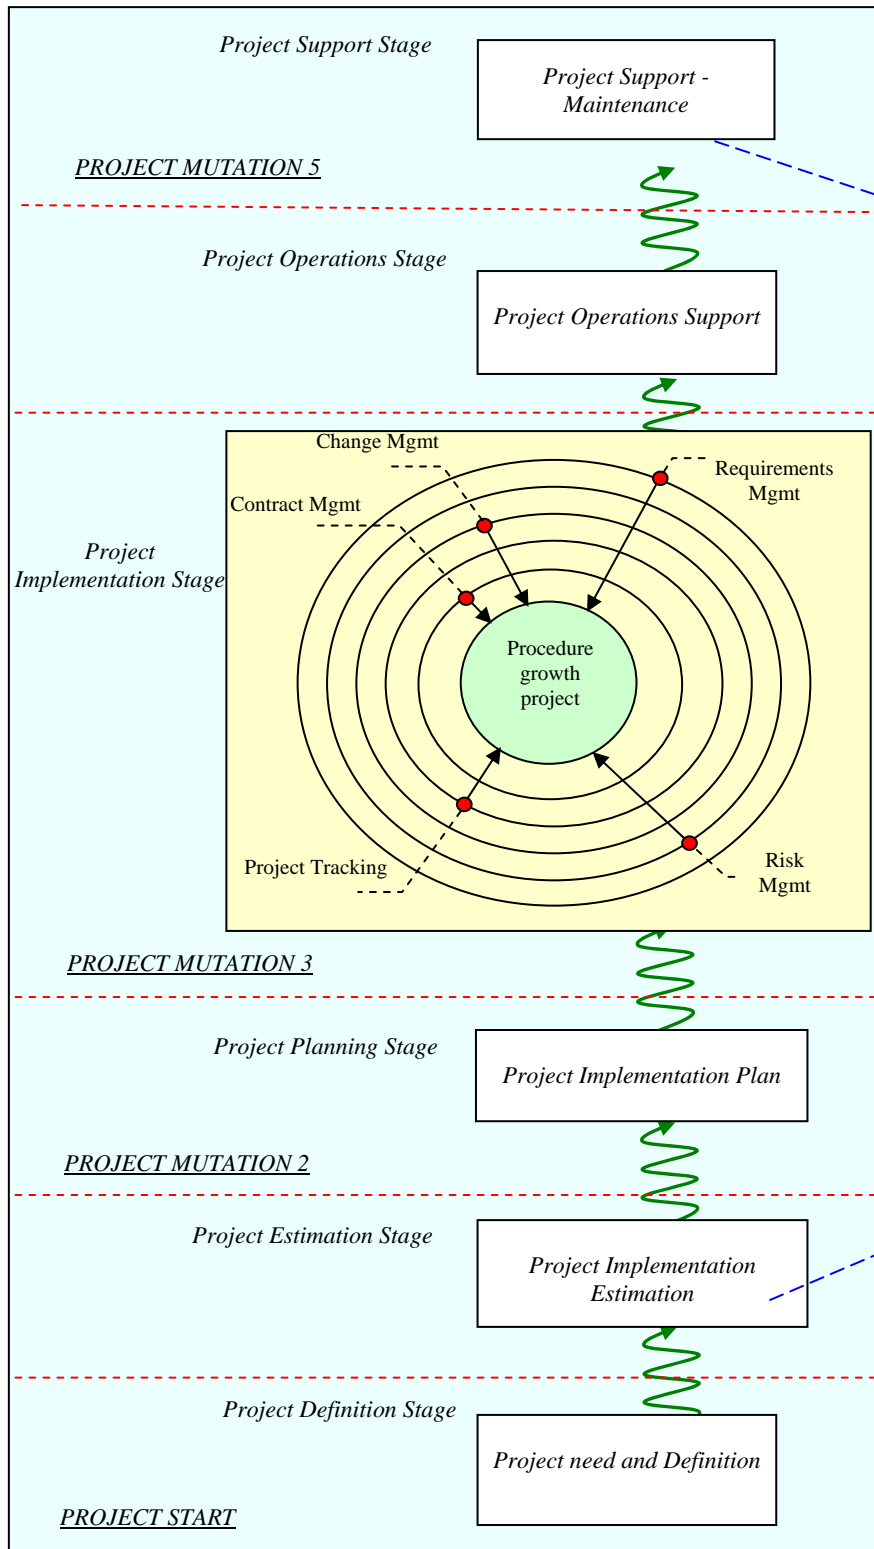 Project Support Stage
Project Support -
Maintenance
PROJECT MUTATION 5
Project Operations Stage
Project Operations Support
Change Mgmt
Requirements
Mgmt
Contract Mgmt
Project
Implementation Stage
Procedure
growth
project
Project Tracking
Risk
Mgmt
PROJECT MUTATION 3
Project Planning Stage
Project Implementation Plan
PROJECT MUTATION 2
Project Estimation Stage
Project Implementation
Estimation
Project Definition Stage
Project need and Definition
PROJECT START